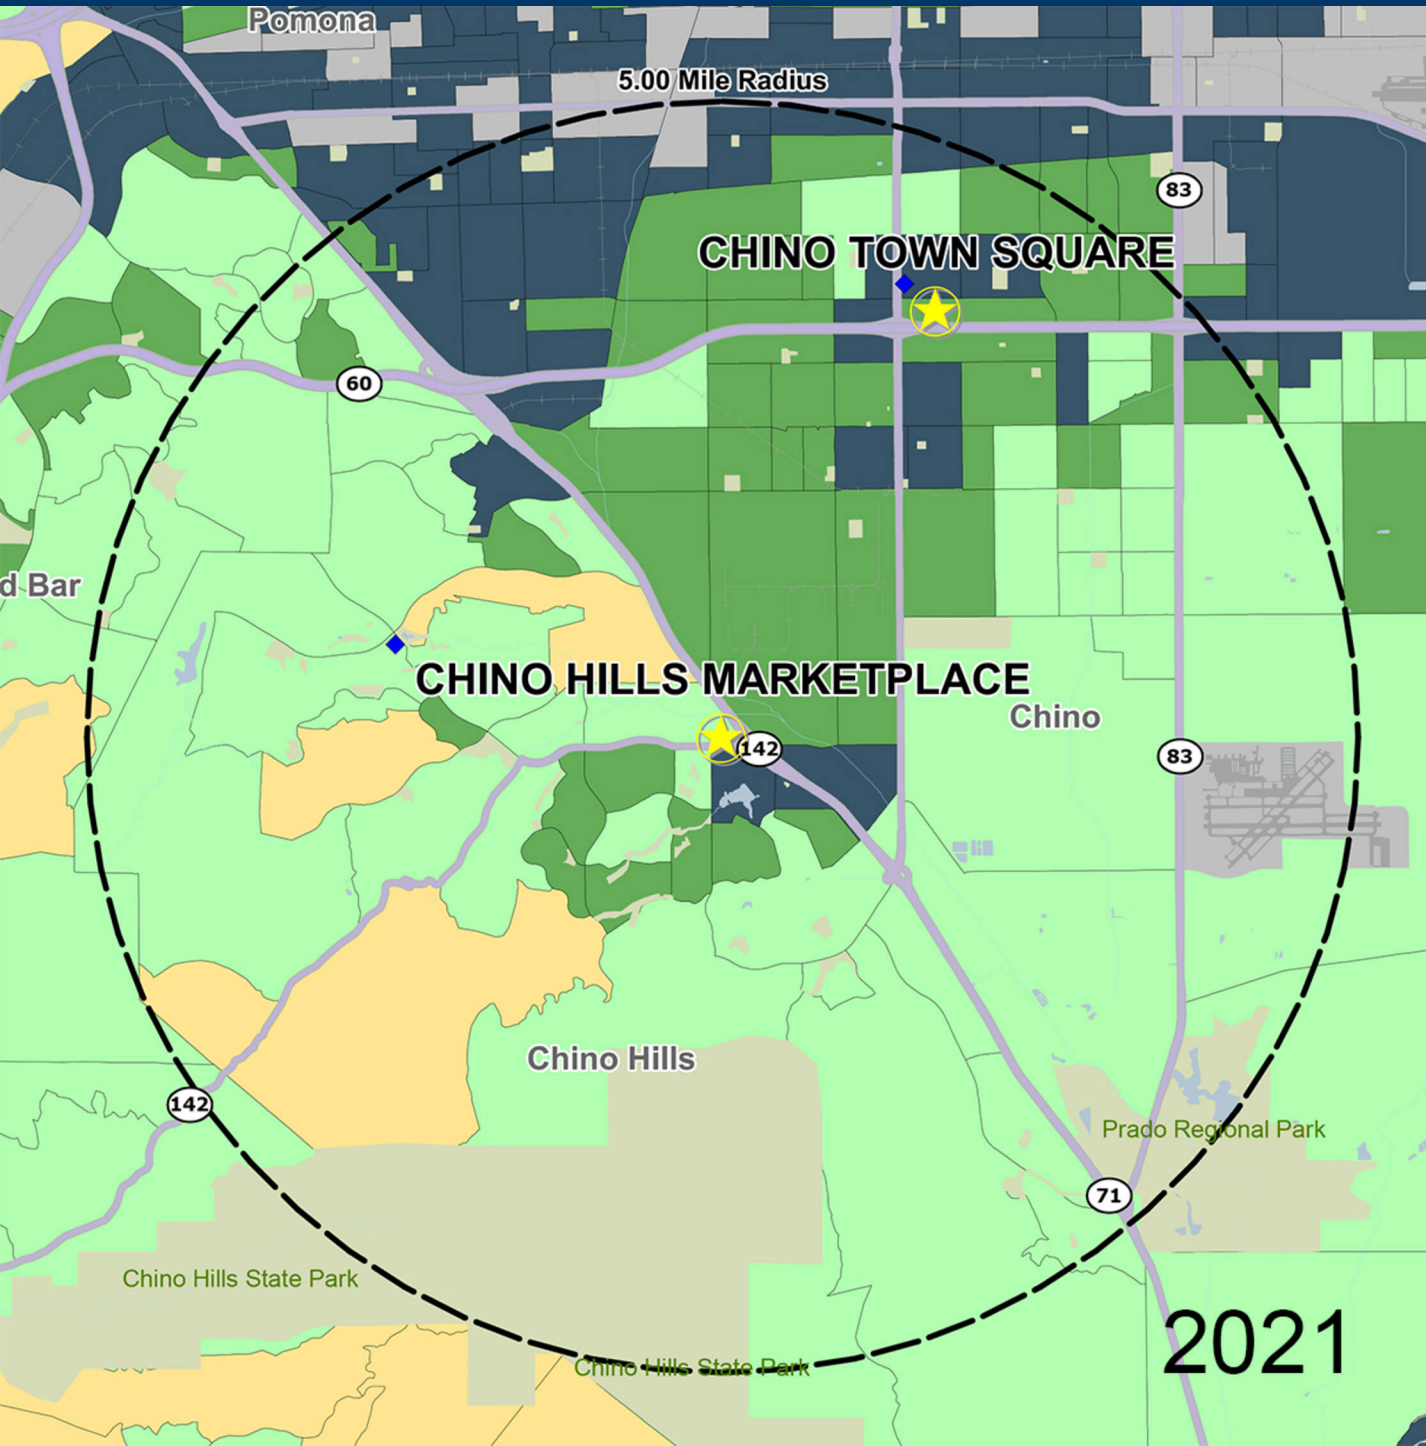 Pomona
5.00 Mile Radius
83
CHINO TOWN SQUARE
60
d Bar
CHINO HILLS MARKETPLACE
Chino
142
83
Chino Hills
142
Prado Regional Park
71
Chino Hills State Park
2021
Chino Hills State Park